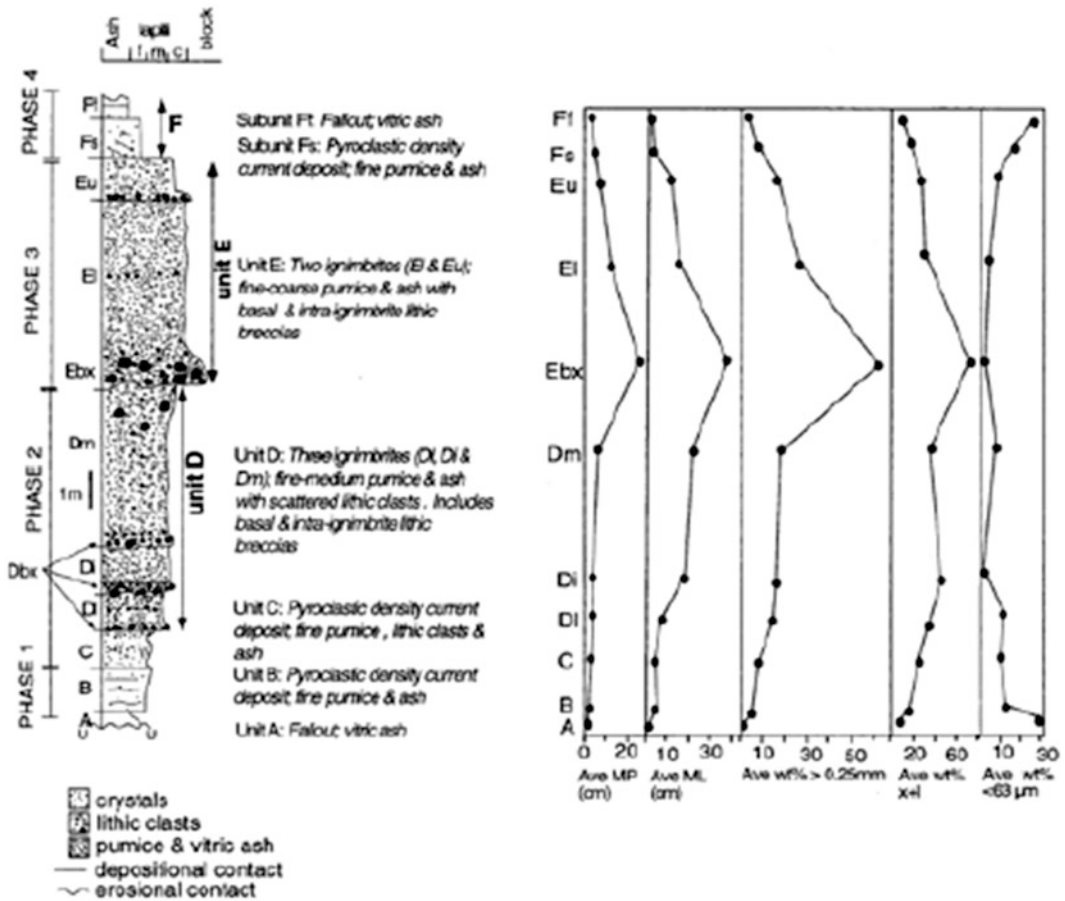 Ash
lapilli
block
f m c
PHASE 4
PHASE 3
PHASE 2
PHASE 1
Fl
Fs
Eu
El
Ebx
Dm
1m
Di
Dbx
Dl
C
B
A
F
unit E
unit D
Subunit Fl: Fallout; vitric ash
Subunit Fs: Pyroclastic density
current deposit; fine pumice & ash
Unit E: Two ignimbrites (El & Eu);
fine-coarse pumice & ash with
basal & intra-ignimbrite lithic
breccias
Unit D: Three ignimbrites (Dl, Di &
Dm); fine-medium pumice & ash
with scattered lithic clasts . Includes
basal & intra-ignimbrite lithic
breccias
Unit C: Pyroclastic density current
deposit; fine pumice , lithic clasts &
ash
Unit B: Pyroclastic density current
deposit; fine pumice & ash
Unit A: Fallout; vitric ash
crystals
lithic clasts
pumice & vitric ash
depositional contact
erosional contact
Fl
Fs
Eu
El
Ebx
Dm
Di
Dl
C
B
A
0 20
10 30
10 30 50
20 60
10 30
Ave MP
(cm)
Ave ML
(cm)
Ave wt% > 0.25mm
Ave wt%
x+l
Ave wt%
<63 µm